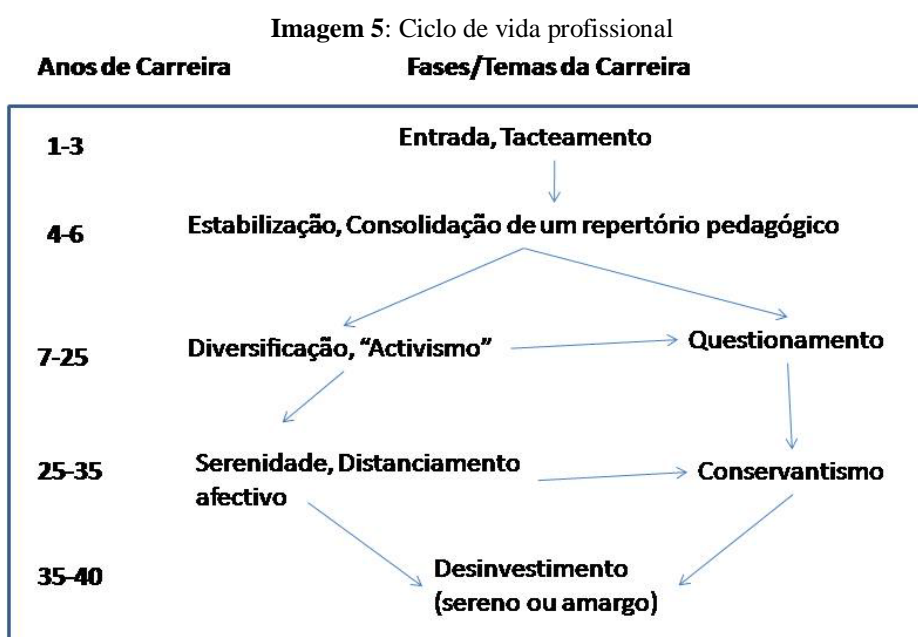 Imagem 5: Ciclo de vida profissional
Anos de Carreira Fases/Temas da Carreira
1-3 Entrada, Tacteamento
4-6 Estabilização, Consolidação de um repertório pedagógico
7-25 Diversificação, “Activismo” Questionamento
25-35 Serenidade, Distanciamento Conservantismo
afectivo
35-40 Desinvestimento
(sereno ou amargo)